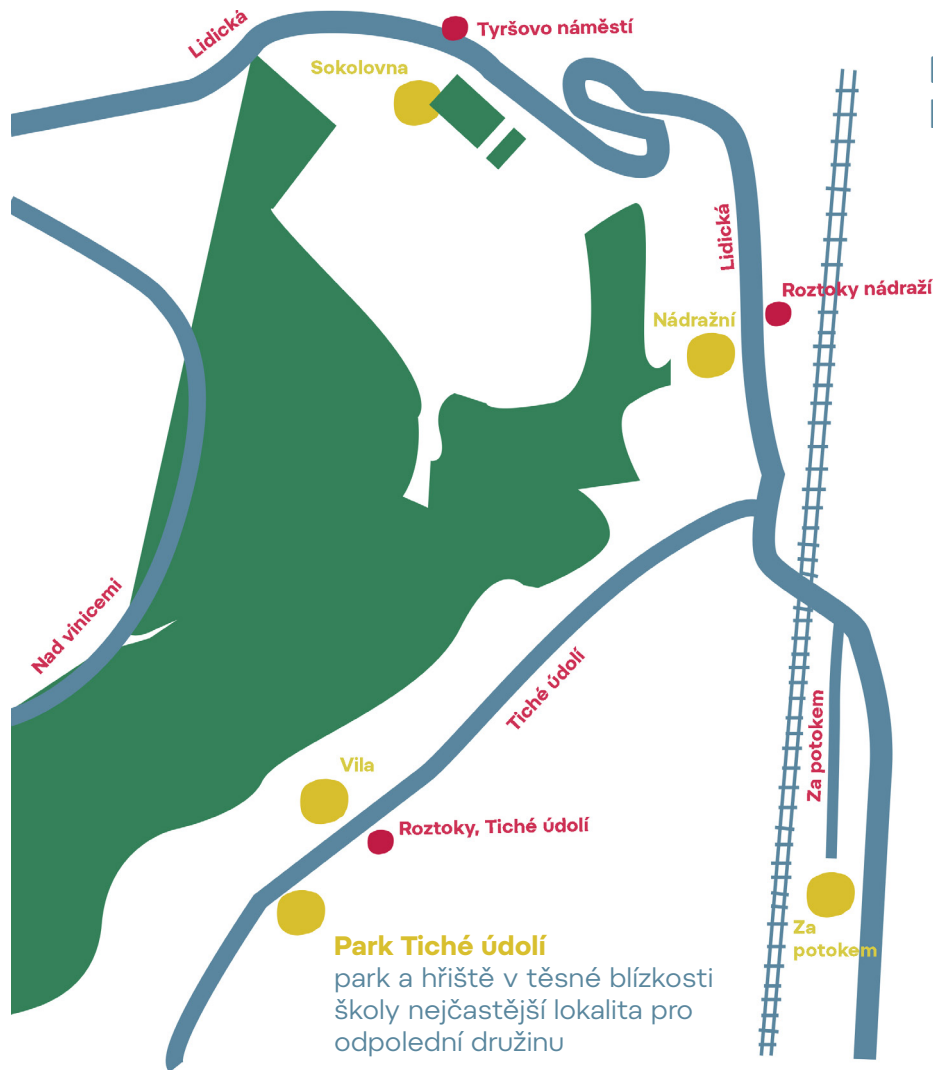 Lidická
Tyršovo náměstí
Sokolovna
Lidická
Roztoky nádraží
Nádražní
Nad vinicemi
Tiché údolí
Za potokem
Vila
Roztoky, Tiché údolí
Za
potokem
Park Tiché údolí
park a hřiště v těsné blízkosti
školy nejčastější lokalita pro
odpolední družinu